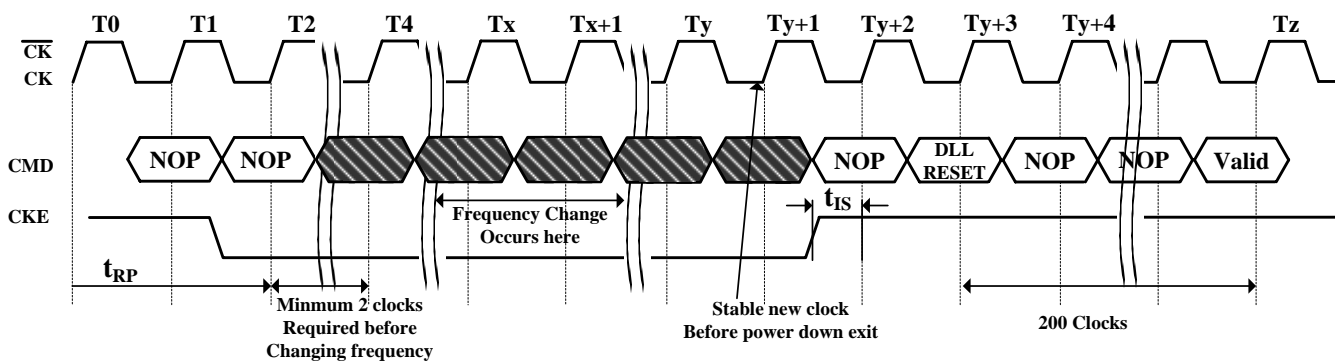 T0 T1 T2 T4 Tx Tx+1 Ty Ty+1 Ty+2 Ty+3 Ty+4 Tz
CK
CK
CMD NOP NOP NOP DLL RESET NOP NOP Valid
CKE
Frequency Change
Occurs here
tIS
tRP
Minmum 2 clocks
Required before
Changing frequency
Stable new clock
Before power down exit
200 Clocks